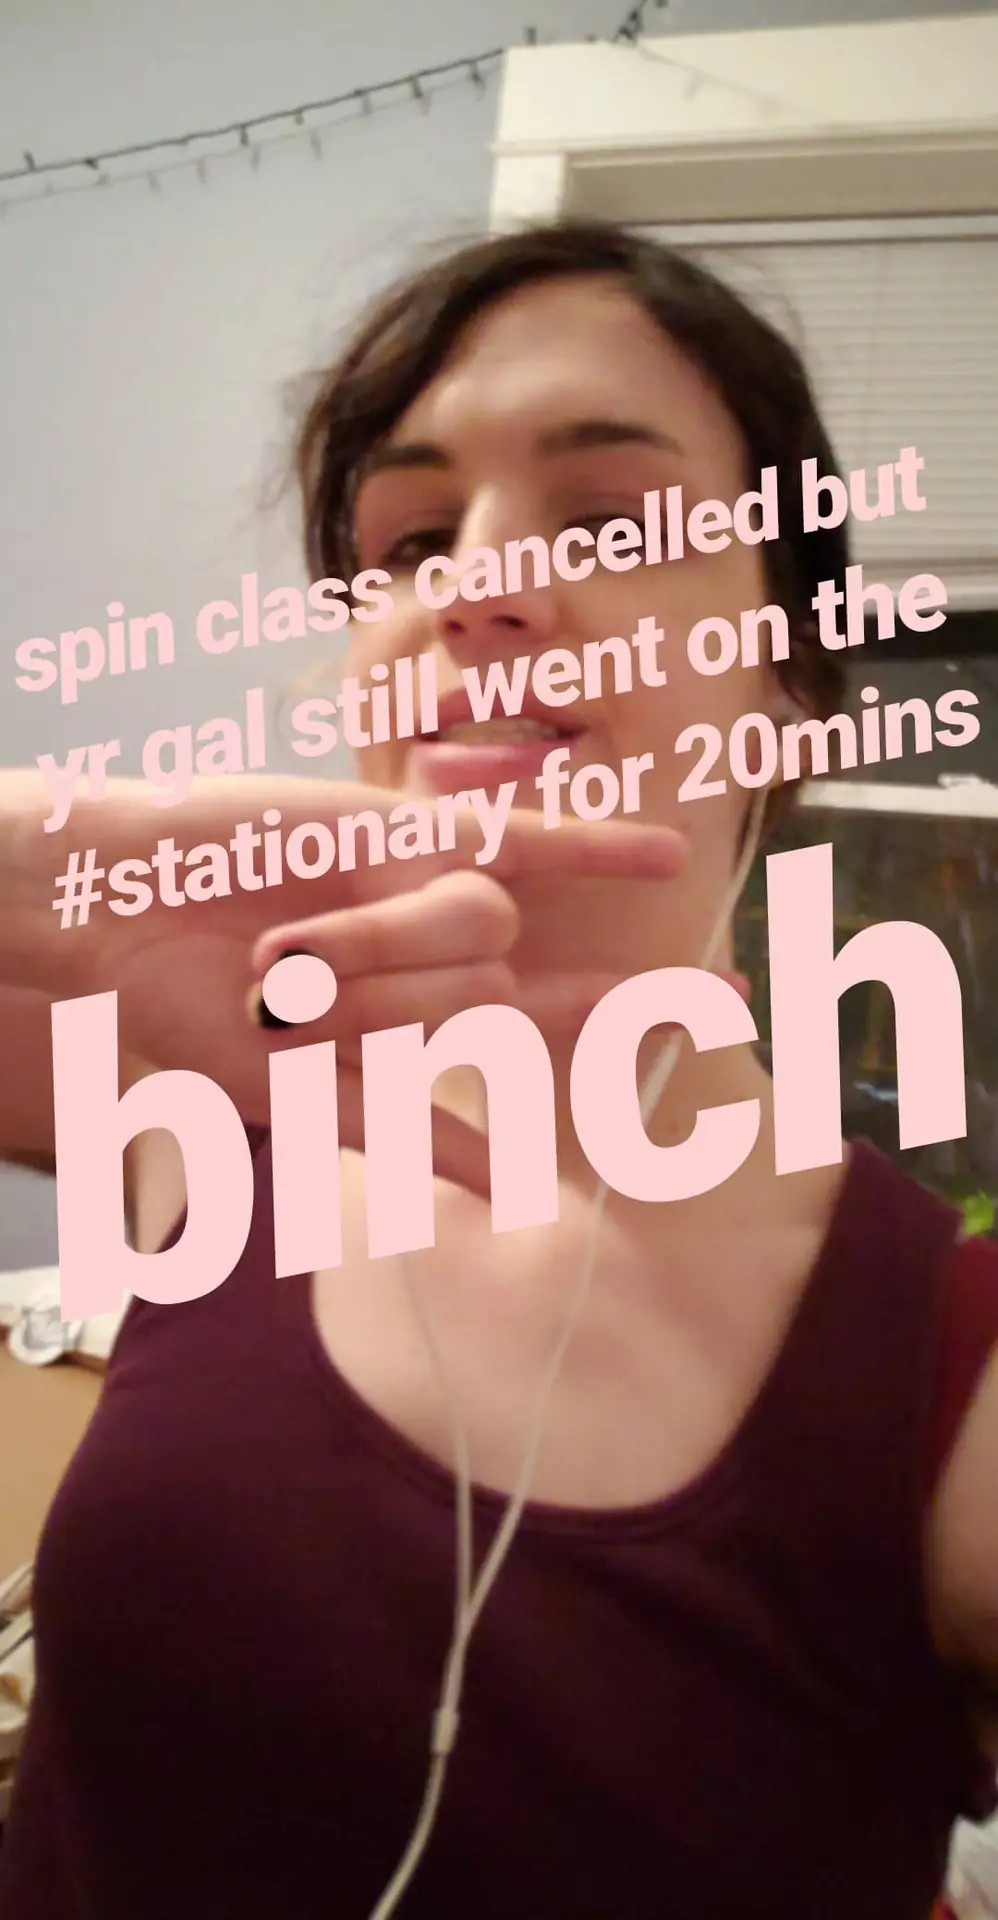 spin class cancelled but
yr gal still went on the
#stationary for 20mins
binch